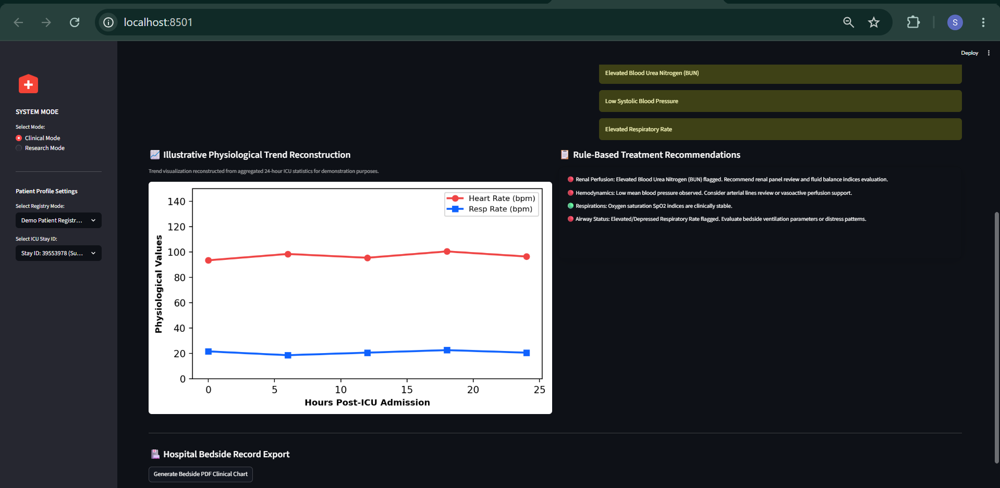 localhost:8501
S
Deploy
SYSTEM MODE
Select Mode:
Clinical Mode
Research Mode
Patient Profile Settings
Select Registry Mode:
Demo Patient Registr...
Select ICU Stay ID:
Stay ID: 39553978 (Su...
Elevated Blood Urea Nitrogen (BUN)
Low Systolic Blood Pressure
Elevated Respiratory Rate
Illustrative Physiological Trend Reconstruction
Trend visualization reconstructed from aggregated 24-hour ICU statistics for demonstration purposes.
Heart Rate (bpm)
Resp Rate (bpm)
Physiological Values
140
120
100
80
60
40
20
0
0 5 10 15 20 25
Hours Post-ICU Admission
Rule-Based Treatment Recommendations
Renal Perfusion: Elevated Blood Urea Nitrogen (BUN) flagged. Recommend renal panel review and fluid balance indices evaluation.
Hemodynamics: Low mean blood pressure observed. Consider arterial lines review or vasoactive perfusion support.
Respirations: Oxygen saturation SpO2 indices are clinically stable.
Airway Status: Elevated/Depressed Respiratory Rate flagged. Evaluate bedside ventilation parameters or distress patterns.
Hospital Bedside Record Export
Generate Bedside PDF Clinical Chart